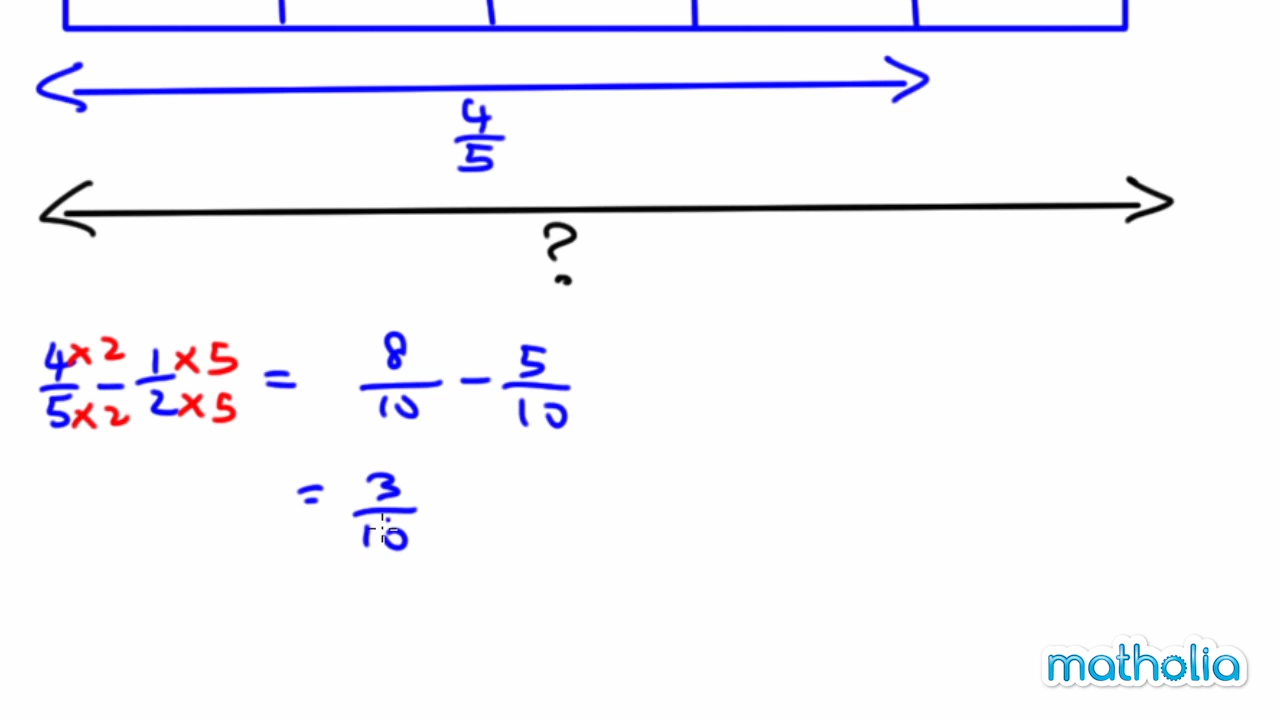 4/5
?
4×2/5×2 − 1×5/2×5 = 8/10 − 5/10
= 3/10
matholia